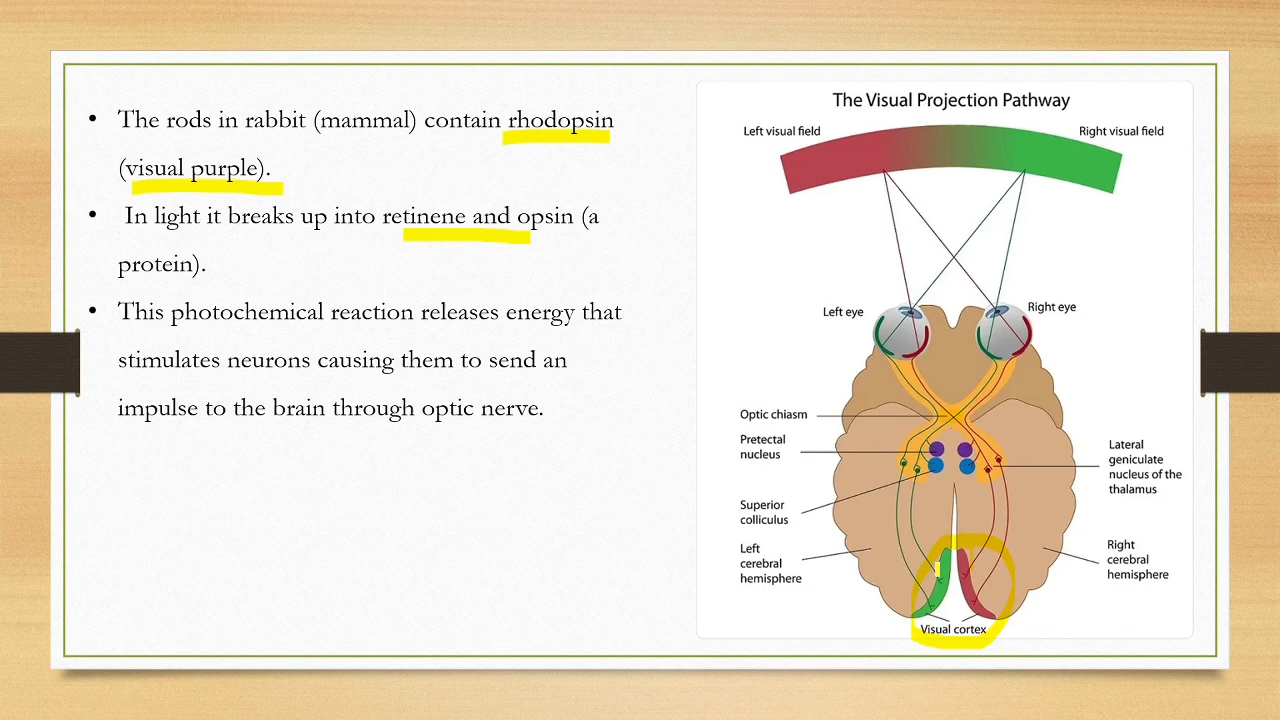 • The rods in rabbit (mammal) contain rhodopsin
(visual purple).
• In light it breaks up into retinene and opsin (a
protein).
• This photochemical reaction releases energy that
stimulates neurons causing them to send an
impulse to the brain through optic nerve.
The Visual Projection Pathway
Left visual field
Right visual field
Left eye
Right eye
Optic chiasm
Pretectal
nucleus
Lateral
geniculate
nucleus of the
thalamus
Superior
colliculus
Left
cerebral
hemisphere
Right
cerebral
hemisphere
Visual cortex